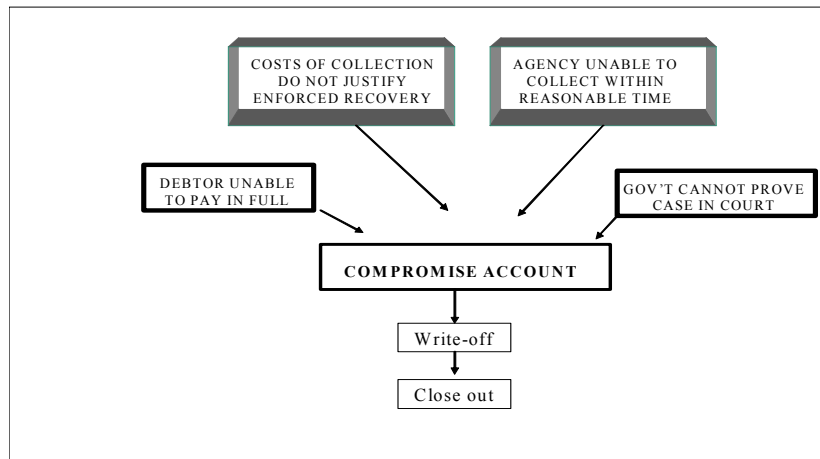 COSTS OF COLLECTION
DO NOT JUSTIFY
ENFORCED RECOVERY
AGENCY UNABLE TO
COLLECT WITHIN
REASONABLE TIME
DEBTOR UNABLE
TO PAY IN FULL
GOV'T CANNOT PROVE
CASE IN COURT
COMPROMISE ACCOUNT
Write-off
Close out